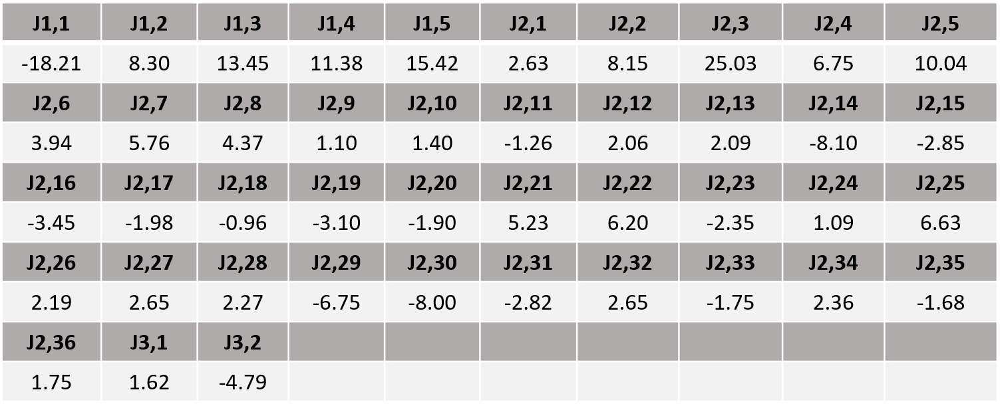 J1,1 J1,2 J1,3 J1,4 J1,5 J2,1 J2,2 J2,3 J2,4 J2,5
-18.21 8.30 13.45 11.38 15.42 2.63 8.15 25.03 6.75 10.04
J2,6 J2,7 J2,8 J2,9 J2,10 J2,11 J2,12 J2,13 J2,14 J2,15
3.94 5.76 4.37 1.10 1.40 -1.26 2.06 2.09 -8.10 -2.85
J2,16 J2,17 J2,18 J2,19 J2,20 J2,21 J2,22 J2,23 J2,24 J2,25
-3.45 -1.98 -0.96 -3.10 -1.90 5.23 6.20 -2.35 1.09 6.63
J2,26 J2,27 J2,28 J2,29 J2,30 J2,31 J2,32 J2,33 J2,34 J2,35
2.19 2.65 2.27 -6.75 -8.00 -2.82 2.65 -1.75 2.36 -1.68
J2,36 J3,1 J3,2
1.75 1.62 -4.79